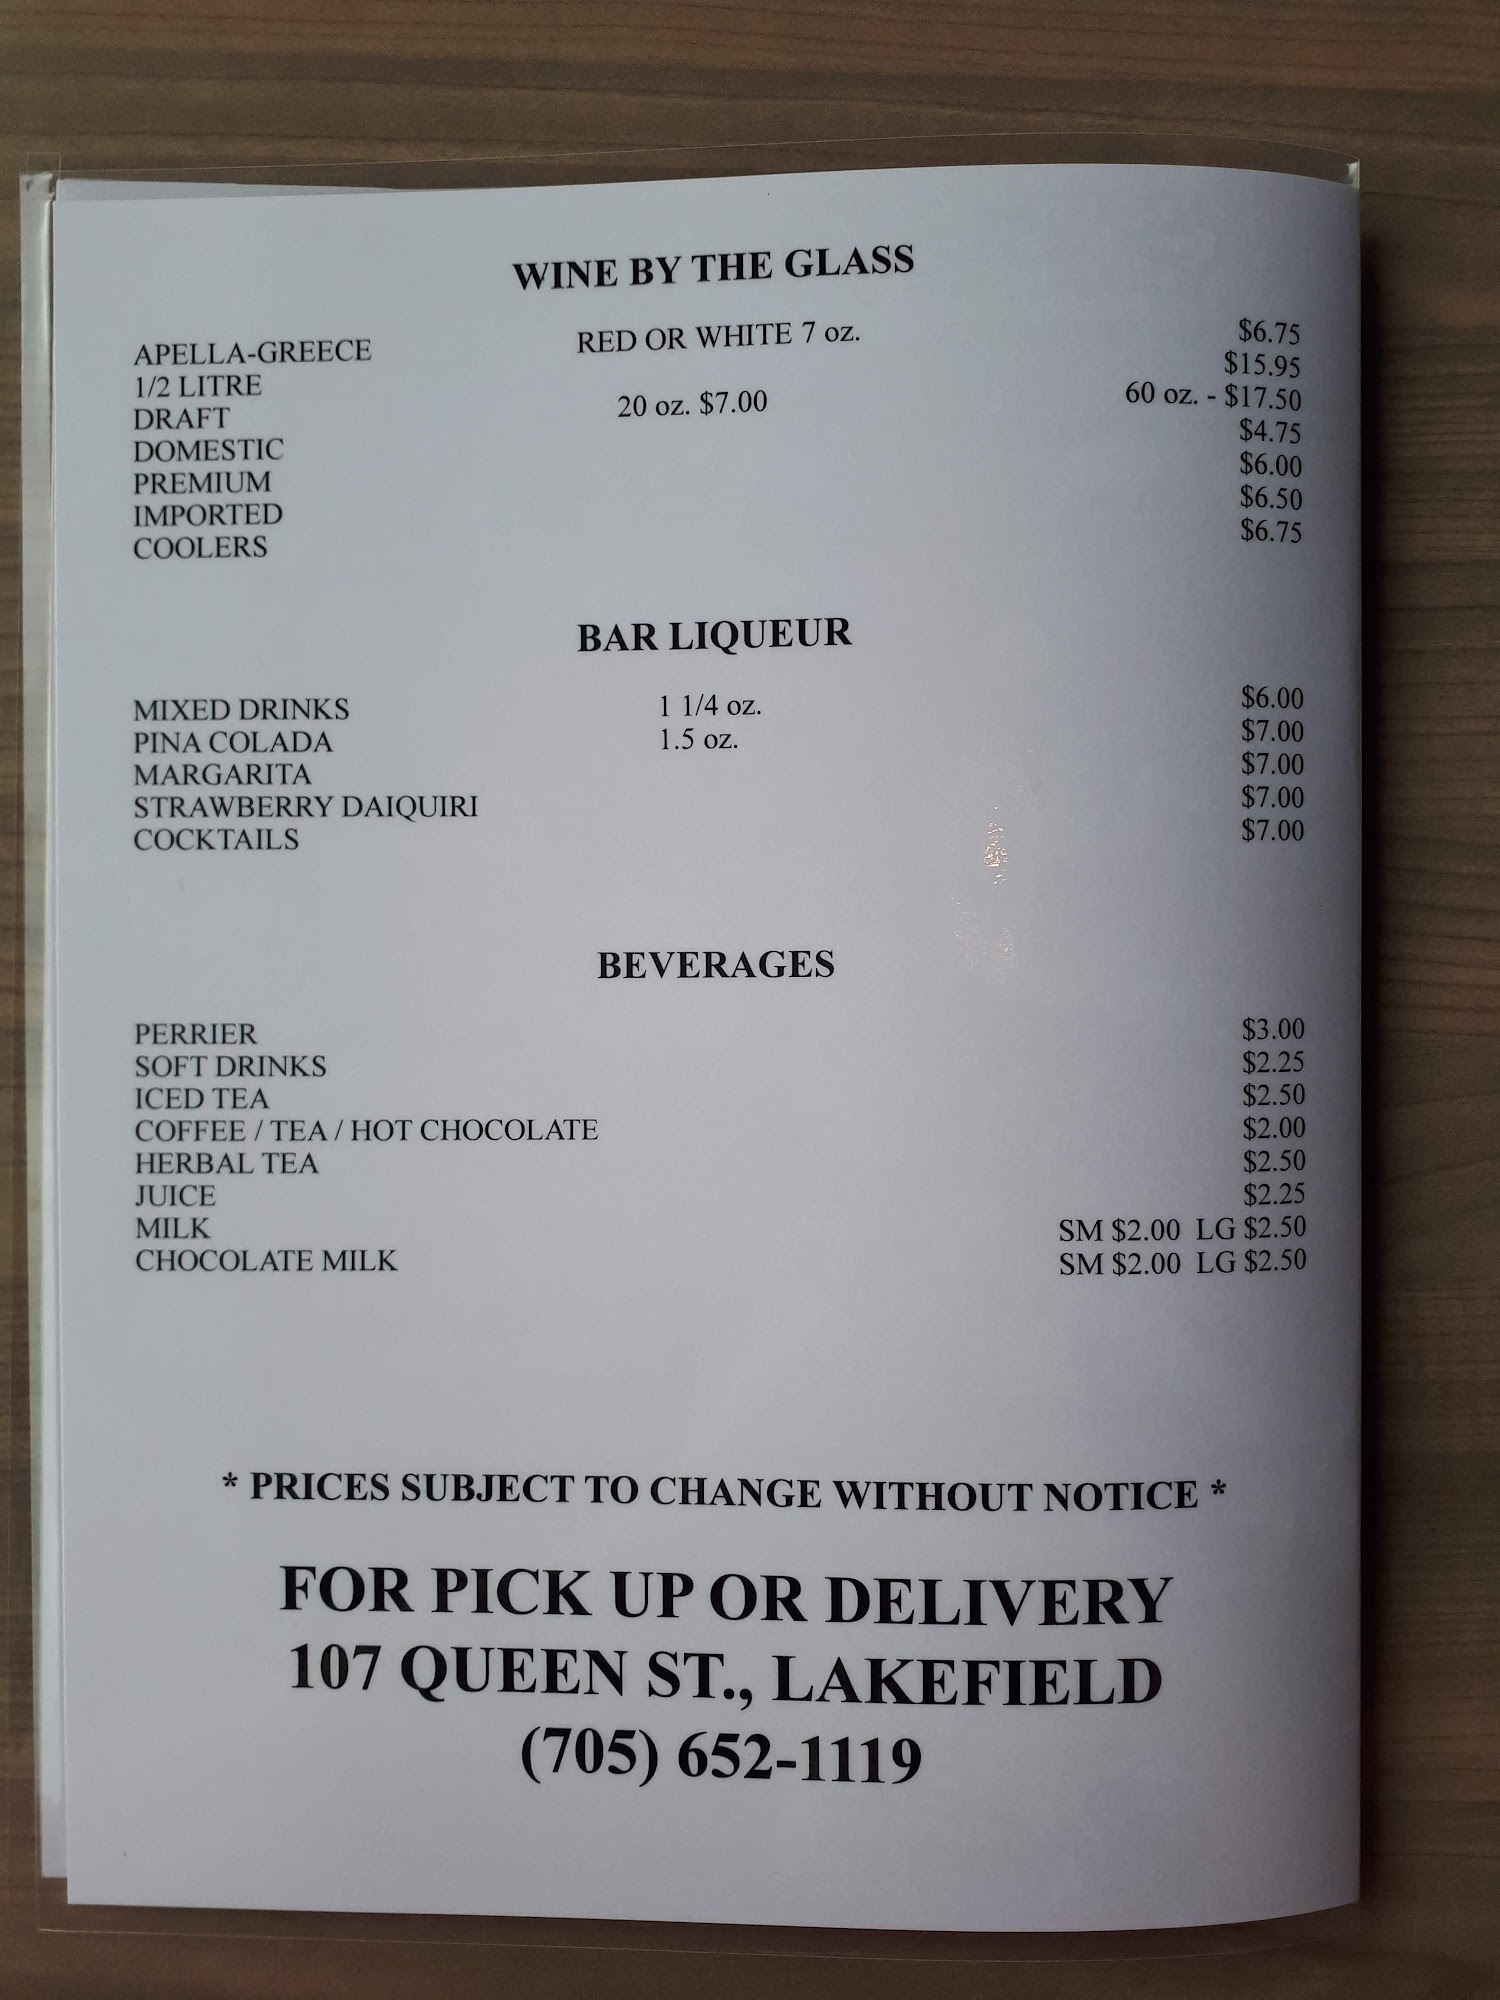 WINE BY THE GLASS
APELLA-GREECE RED OR WHITE 7 oz. $6.75
1/2 LITRE $15.95
DRAFT 20 oz. $7.00 60 oz. - $17.50
DOMESTIC $4.75
PREMIUM $6.00
IMPORTED $6.50
COOLERS $6.75
BAR LIQUEUR
MIXED DRINKS 1 1/4 oz. $6.00
PINA COLADA 1.5 oz. $7.00
MARGARITA $7.00
STRAWBERRY DAIQUIRI $7.00
COCKTAILS $7.00
BEVERAGES
PERRIER $3.00
SOFT DRINKS $2.25
ICED TEA $2.50
COFFEE / TEA / HOT CHOCOLATE $2.00
HERBAL TEA $2.50
JUICE $2.25
MILK SM $2.00 LG $2.50
CHOCOLATE MILK SM $2.00 LG $2.50
* PRICES SUBJECT TO CHANGE WITHOUT NOTICE *
FOR PICK UP OR DELIVERY
107 QUEEN ST., LAKEFIELD
(705) 652-1119